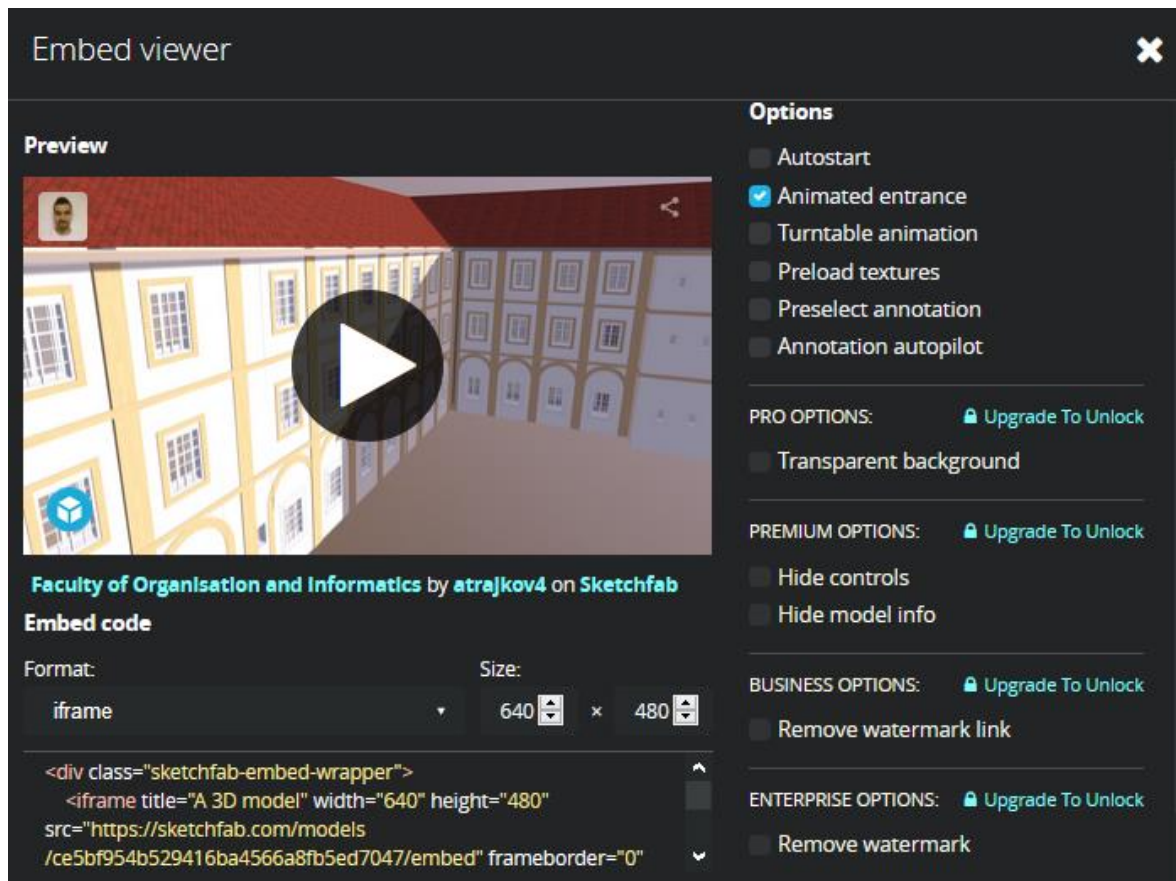 Embed viewer
Preview
Faculty of Organisation and Informatics by atrajkov4 on Sketchfab
Embed code
Format:
Size:
iframe
640 × 480
<div class="sketchfab-embed-wrapper">
<iframe title="A 3D model" width="640" height="480"
src="https://sketchfab.com/models
/ce5bf954b529416ba4566a8fb5ed7047/embed" frameborder="0"
Options
Autostart
Animated entrance
Turntable animation
Preload textures
Preselect annotation
Annotation autopilot
PRO OPTIONS: Upgrade To Unlock
Transparent background
PREMIUM OPTIONS: Upgrade To Unlock
Hide controls
Hide model info
BUSINESS OPTIONS: Upgrade To Unlock
Remove watermark link
ENTERPRISE OPTIONS: Upgrade To Unlock
Remove watermark